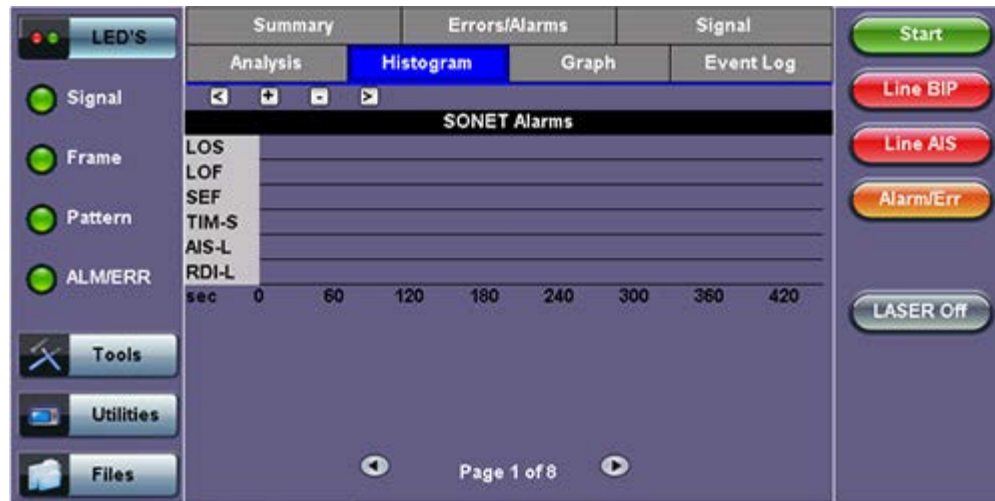 LED'S
Signal
Frame
Pattern
ALM/ERR
Tools
Utilities
Files
Summary Errors/Alarms Signal
Analysis Histogram Graph Event Log
< + - >
SONET Alarms
LOS
LOF
SEF
TIM-S
AIS-L
RDI-L
sec 0 60 120 180 240 300 360 420
Page 1 of 8
Start
Line BIP
Line AIS
Alarm/Err
LASER Off